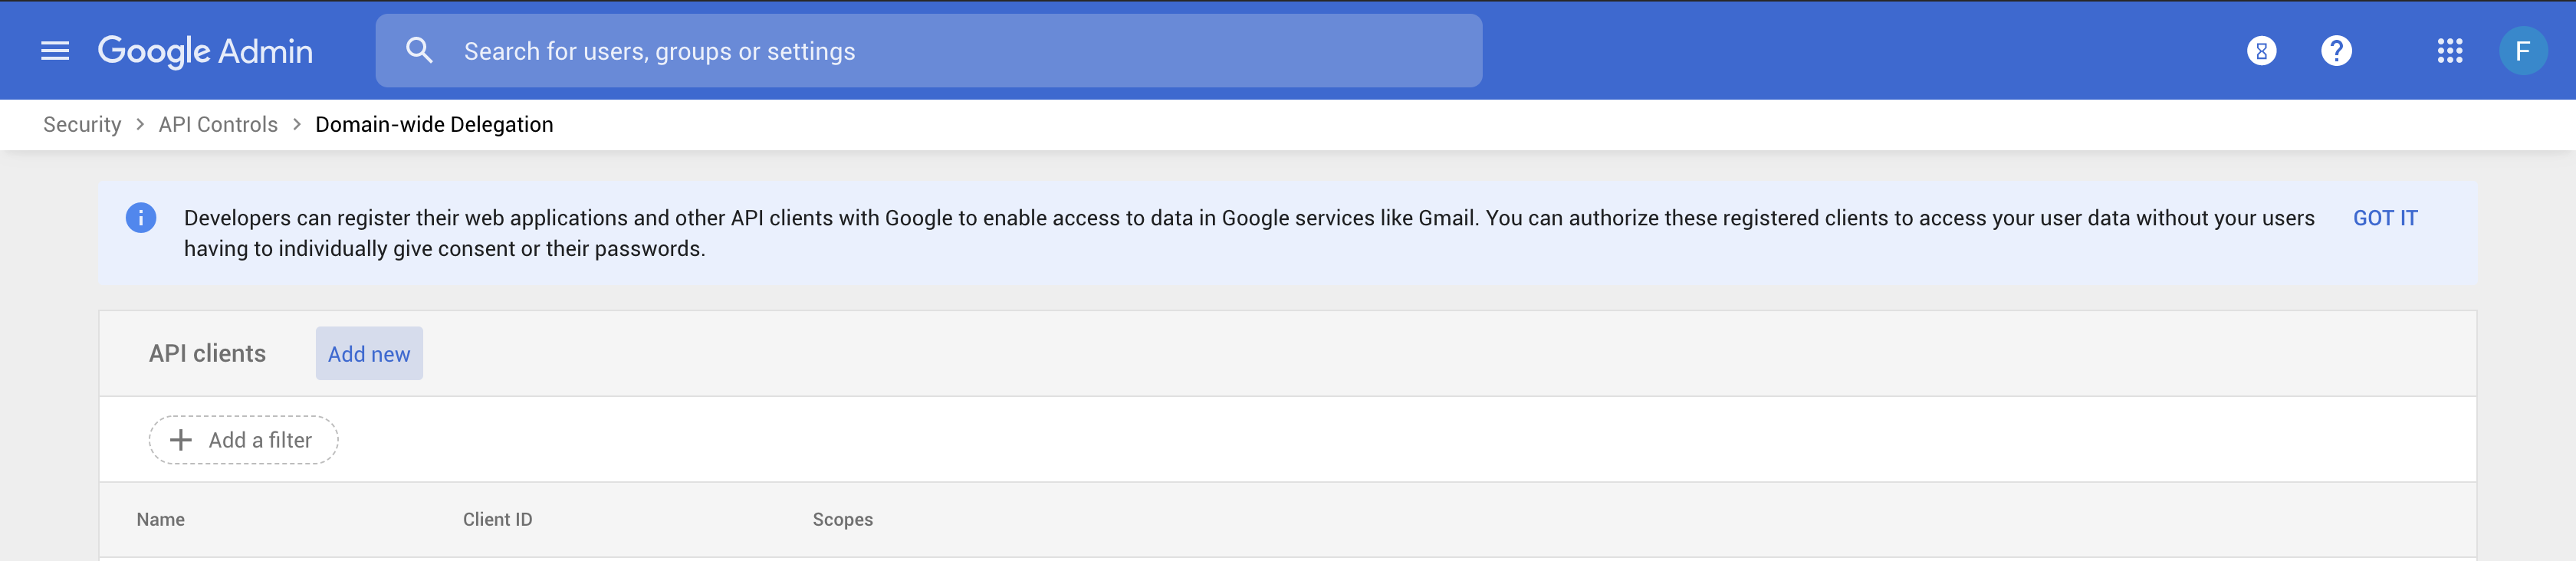 Google Admin
Search for users, groups or settings
?
F
Security > API Controls > Domain-wide Delegation
Developers can register their web applications and other API clients with Google to enable access to data in Google services like Gmail. You can authorize these registered clients to access your user data without your users
having to individually give consent or their passwords.
GOT IT
API clients
Add new
+ Add a filter
Name
Client ID
Scopes